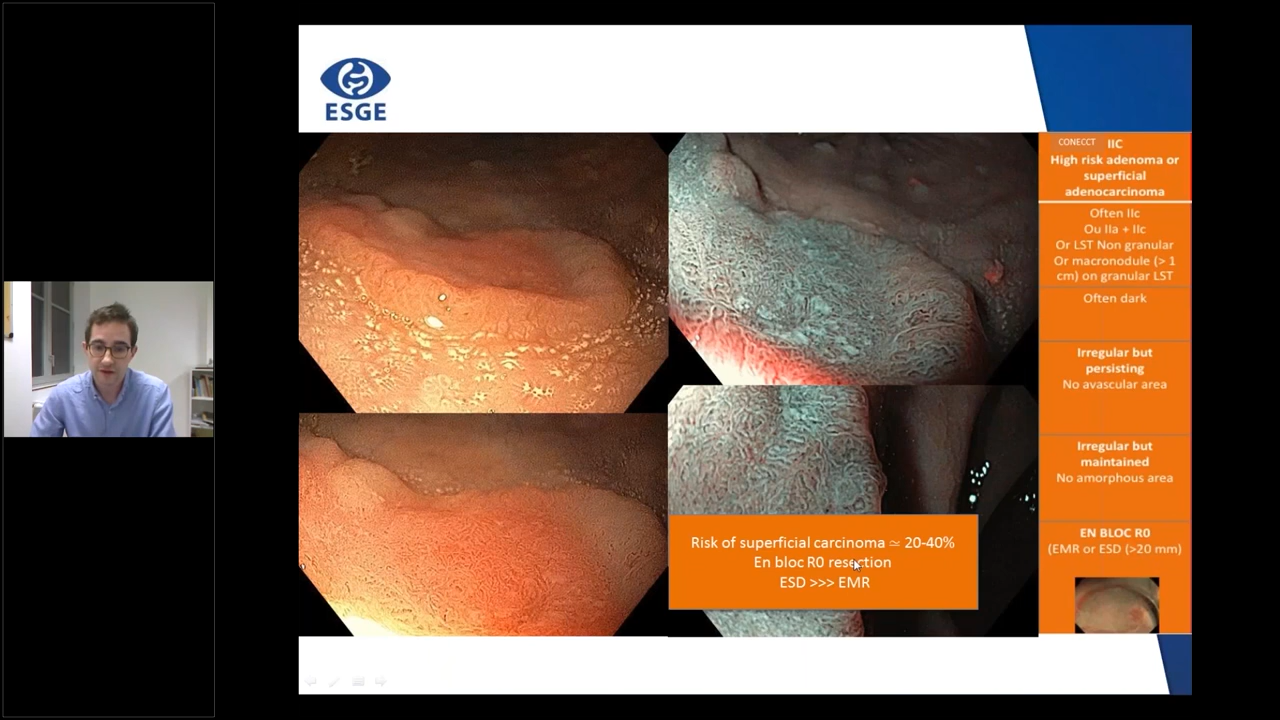 ESGE
CONECCT IIC
High risk adenoma or
superficial
adenocarcinoma
Often IIc
Ou IIa + IIc
Or LST Non granular
Or macronodule (> 1
cm) on granular LST
Often dark
Irregular but
persisting
No avascular area
Irregular but
maintained
No amorphous area
EN BLOC R0
(EMR or ESD (>20 mm)
Risk of superficial carcinoma ≃ 20-40%
En bloc R0 resection
ESD >>> EMR